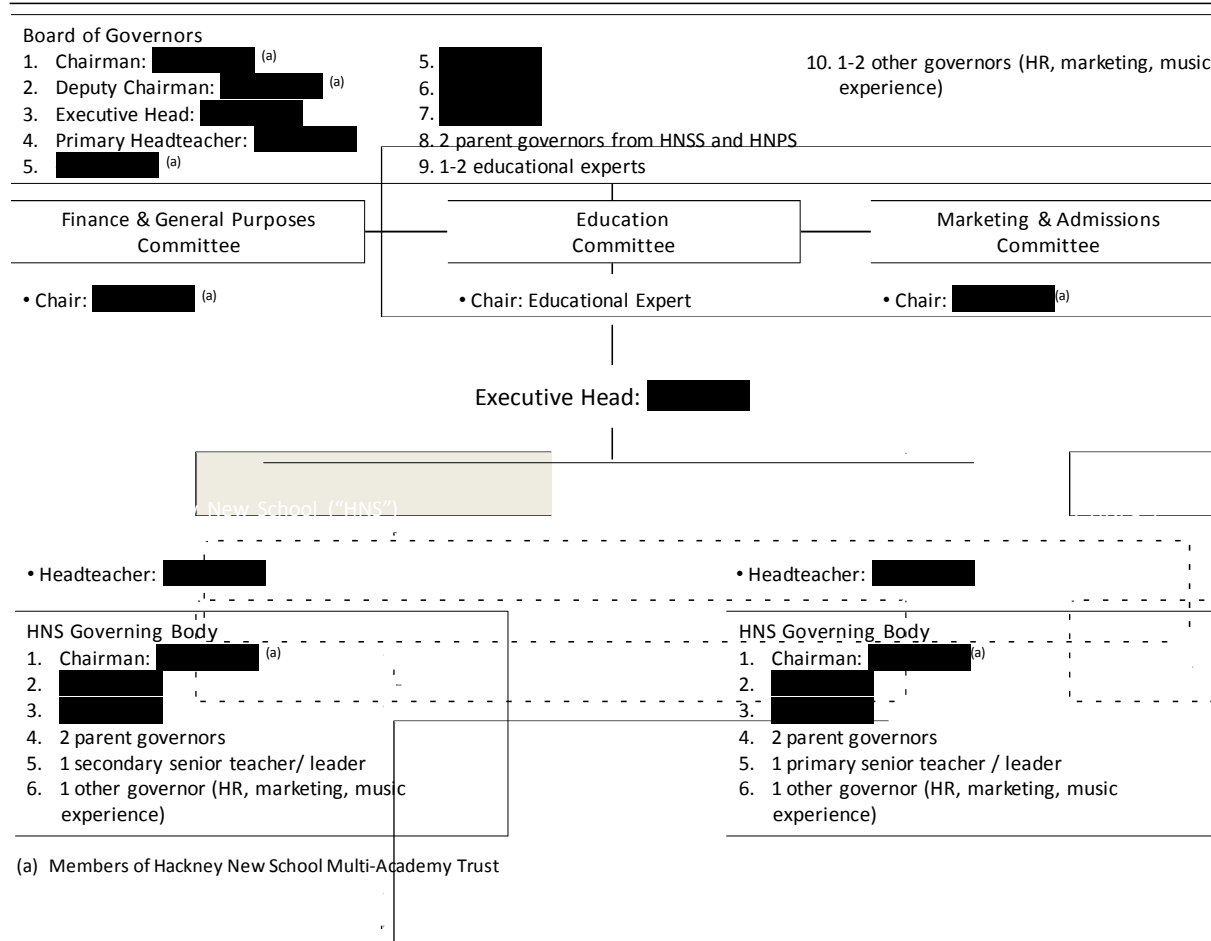 Board of Governors
1. Chairman: (a)
2. Deputy Chairman: (a)
3. Executive Head:
4. Primary Headteacher:
5. (a)
5.
6.
7.
8. 2 parent governors from HNSS and HNPS
9. 1-2 educational experts
10. 1-2 other governors (HR, marketing, music
experience)
Finance & General Purposes
Committee
Education
Committee
Marketing & Admissions
Committee
• Chair: (a)
• Chair: Educational Expert
• Chair: (a)
Executive Head:
New School (“HNS”)
• Headteacher:
• Headteacher:
HNS Governing Body
1. Chairman: (a)
2.
3.
4. 2 parent governors
5. 1 secondary senior teacher/ leader
6. 1 other governor (HR, marketing, music
experience)
HNS Governing Body
1. Chairman: (a)
2.
3.
4. 2 parent governors
5. 1 primary senior teacher / leader
6. 1 other governor (HR, marketing, music
experience)
(a) Members of Hackney New School Multi-Academy Trust